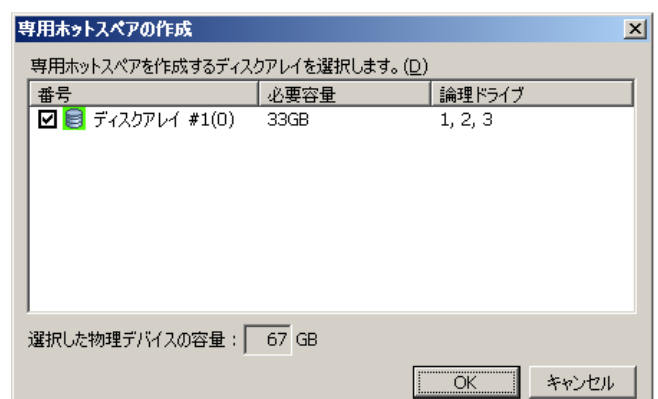 専用ホットスペアの作成
専用ホットスペアを作成するディスクアレイを選択します。(D)
番号 必要容量 論理ドライブ
ディスクアレイ #1(0) 33GB 1, 2, 3
選択した物理デバイスの容量： 67 GB
OK キャンセル